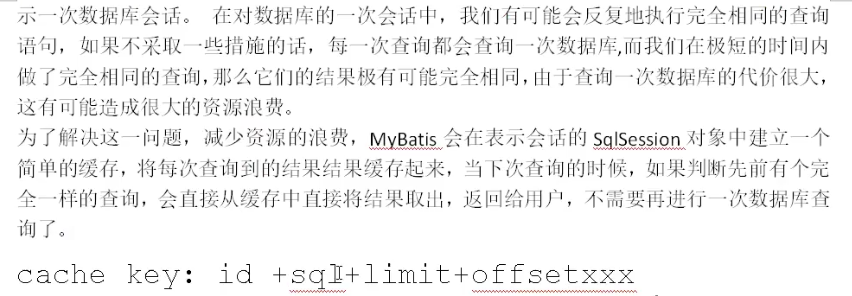 示一次数据库会话。 在对数据库的一次会话中，我们有可能会反复地执行完全相同的查询
语句，如果不采取一些措施的话，每一次查询都会查询一次数据库,而我们在极短的时间内
做了完全相同的查询，那么它们的结果极有可能完全相同，由于查询一次数据库的代价很大，
这有可能造成很大的资源浪费。
为了解决这一问题，减少资源的浪费，MyBatis 会在表示会话的 SqlSession 对象中建立一个
简单的缓存，将每次查询到的结果结果缓存起来，当下次查询的时候，如果判断先前有个完
全一样的查询，会直接从缓存中直接将结果取出，返回给用户，不需要再进行一次数据库查
询了。
cache key: id +sql+limit+offsetxxx